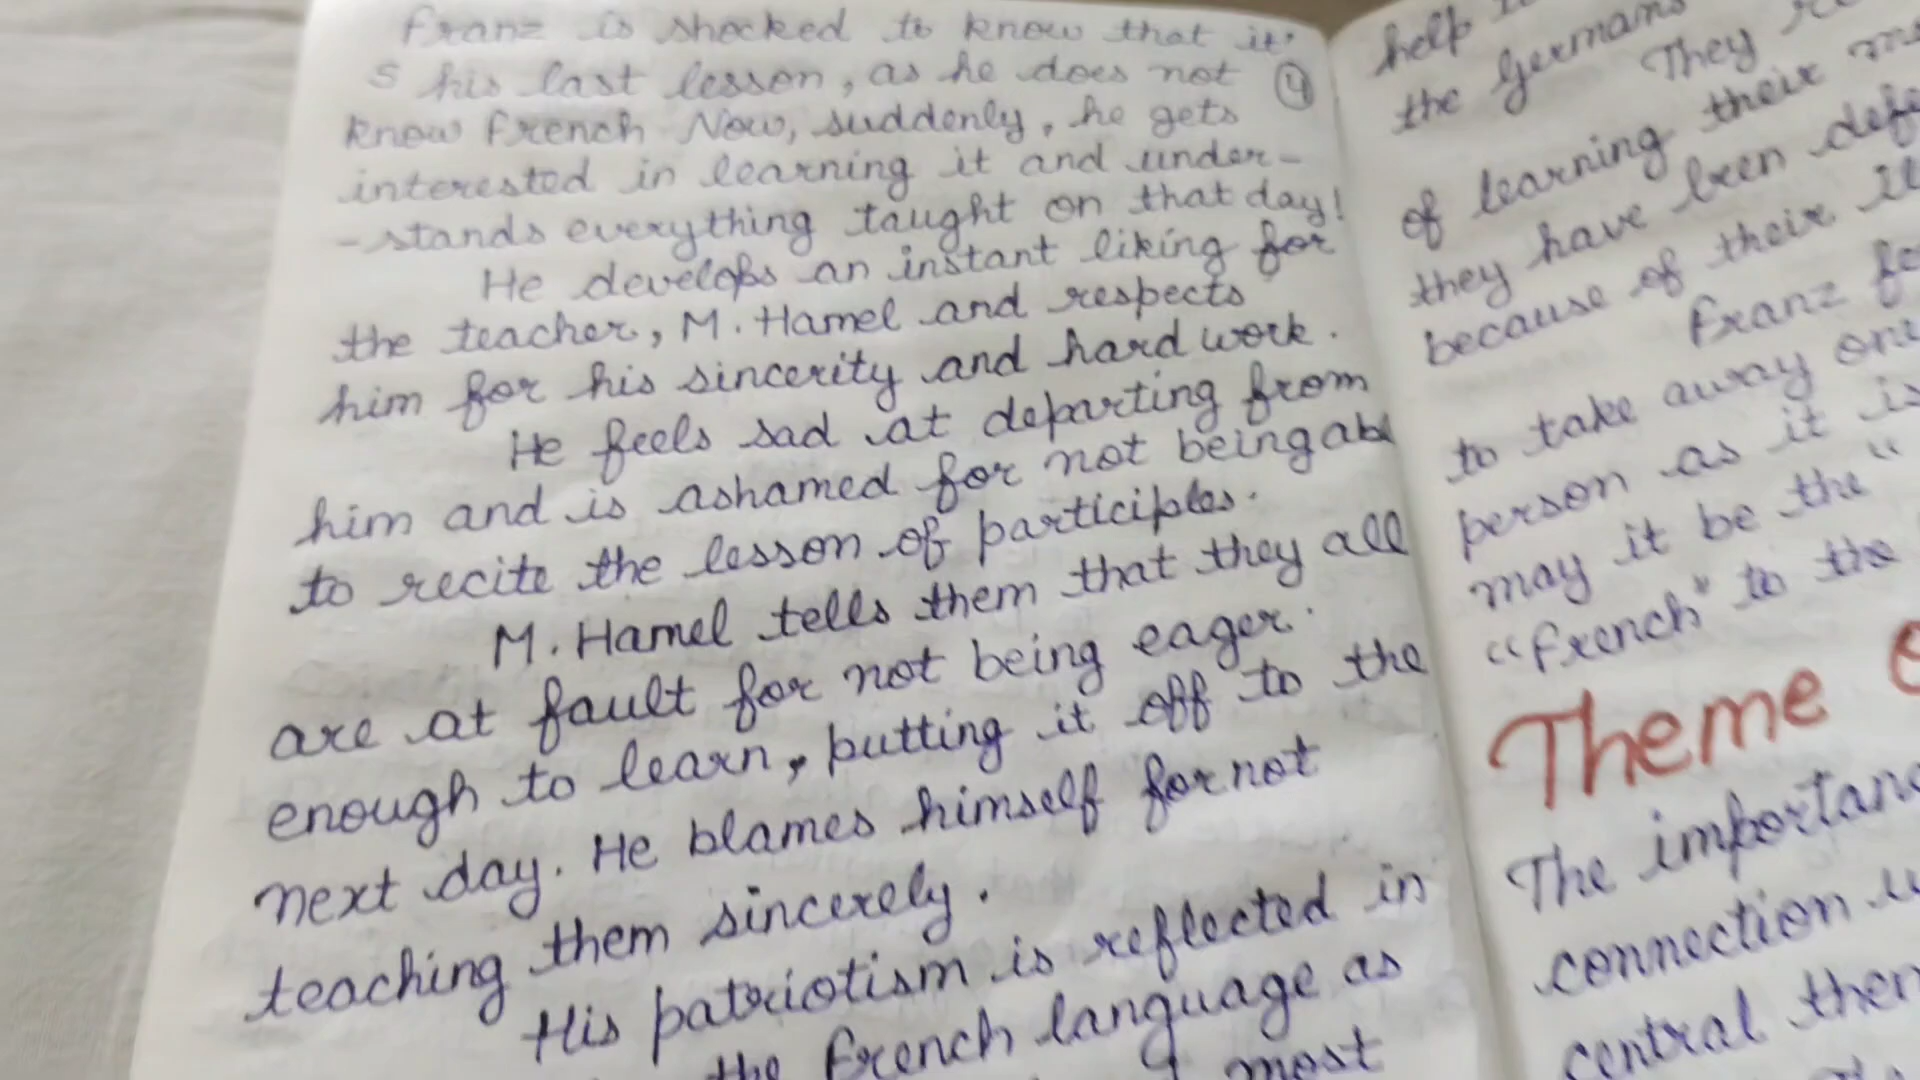 Franz is shocked to know that it'
s his last lesson, as he does not
4
know French Now, suddenly, he gets
interested in learning it and under-
-stands everything taught on that day!
He develops an instant liking for
the teacher, M. Hamel and respects
him for his sincerity and hard work.
He feels sad at departing from
him and is ashamed for not being abl
to recite the lesson of participles.
M. Hamel tells them that they all
are at fault for not being eager.
enough to learn, putting it off to the
next day. He blames himself for not
teaching them sincerely.
His patriotism is reflected in
the French language as
most
help
the Germans
They
of learning their
they have been defe
because of their
Franz
to take away
person as it is
may it be the "
"French" to the
Theme
The importanc
connection
central them